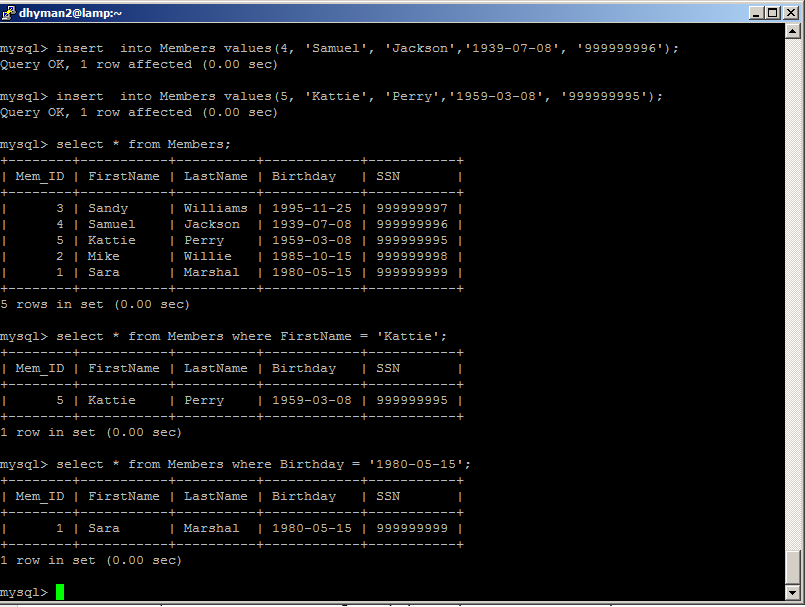 dhyman2@lamp:~
mysql> insert  into Members values(4, 'Samuel', 'Jackson','1939-07-08', '999999996');
Query OK, 1 row affected (0.00 sec)
mysql> insert  into Members values(5, 'Kattie', 'Perry','1959-03-08', '999999995');
Query OK, 1 row affected (0.00 sec)
mysql> select * from Members;
+--------+-----------+----------+------------+-----------+
| Mem_ID | FirstName | LastName | Birthday   | SSN       |
+--------+-----------+----------+------------+-----------+
|      3 | Sandy     | Williams | 1995-11-25 | 999999997 |
|      4 | Samuel    | Jackson  | 1939-07-08 | 999999996 |
|      5 | Kattie    | Perry    | 1959-03-08 | 999999995 |
|      2 | Mike      | Willie   | 1985-10-15 | 999999998 |
|      1 | Sara      | Marshal  | 1980-05-15 | 999999999 |
+--------+-----------+----------+------------+-----------+
5 rows in set (0.00 sec)
mysql> select * from Members where FirstName = 'Kattie';
+--------+-----------+----------+------------+-----------+
| Mem_ID | FirstName | LastName | Birthday   | SSN       |
+--------+-----------+----------+------------+-----------+
|      5 | Kattie    | Perry    | 1959-03-08 | 999999995 |
+--------+-----------+----------+------------+-----------+
1 row in set (0.00 sec)
mysql> select * from Members where Birthday = '1980-05-15';
+--------+-----------+----------+------------+-----------+
| Mem_ID | FirstName | LastName | Birthday   | SSN       |
+--------+-----------+----------+------------+-----------+
|      1 | Sara      | Marshal  | 1980-05-15 | 999999999 |
+--------+-----------+----------+------------+-----------+
1 row in set (0.00 sec)
mysql>